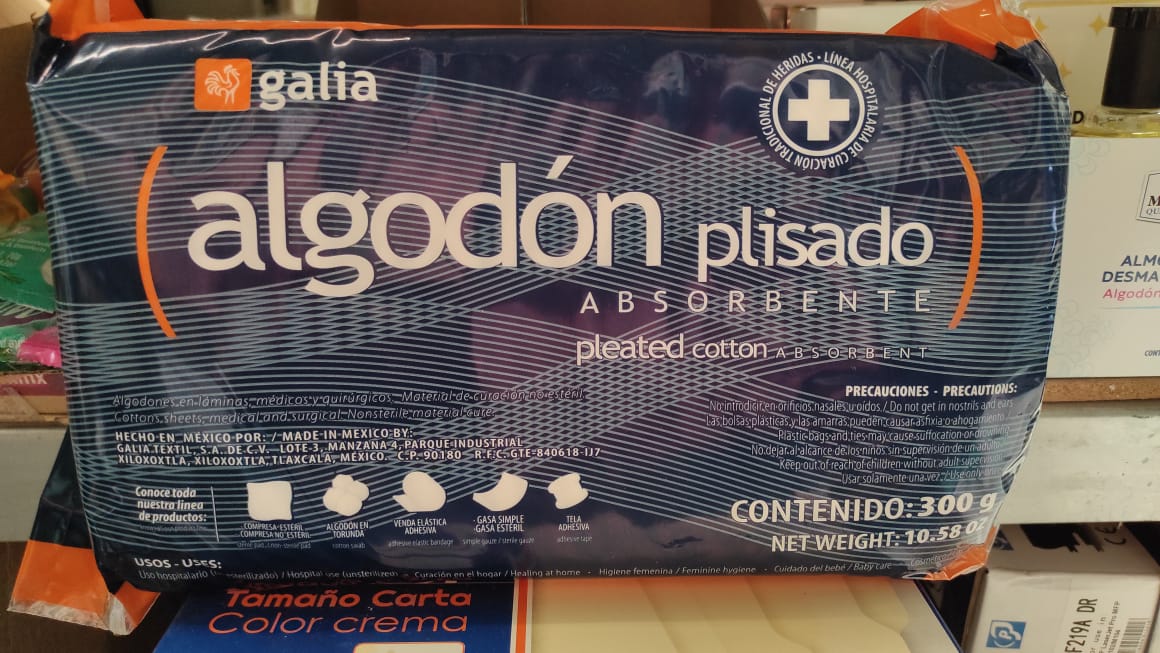 galia
LÍNEA HOSPITALARIA DE CURACIÓN TRADICIONAL DE HERIDAS •
algodón plisado
ABSORBENTE
pleated cotton ABSORBENT
Algodones en láminas, médicos y quirúrgicos. Material de curación no estéril.
Cottons sheets, medical and surgical. Nonsterile material cure.
HECHO EN MÉXICO POR: / MADE IN MEXICO BY:
GALIA TEXTIL, S.A. DE C.V. LOTE-3, MANZANA 4, PARQUE INDUSTRIAL
XILOXOXTLA, XILOXOXTLA, TLAXCALA, MÉXICO. C.P. 90180 R.F.C. GTE-840618-IJ7
PRECAUCIONES - PRECAUTIONS:
No introducir en orificios nasales u oídos / Do not get in nostrils and ears
Las bolsas plásticas y las amarras pueden causar asfixia o ahogamiento /
Plastic bags and ties may cause suffocation or drowning.
No dejar al alcance de los niños sin supervisión de un adulto
Keep out of reach of children without adult supervision
Usar solamente una vez. / Use only
Conoce toda
nuestra línea
de productos:
COMPRESA ESTÉRIL
COMPRESA NO ESTÉRIL
ALGODÓN EN
TORUNDA
cotton swab
VENDA ELÁSTICA
ADHESIVA
adhesive elastic bandage
-GASA SIMPLE
-GASA ESTÉRIL
simple gauze / sterile gauze
TELA
ADHESIVA
adhesive tape
CONTENIDO: 300 g
NET WEIGHT: 10.58 OZ
USOS - USES:
Uso hospitalario / Hospital use (unsterilized) • Curación en el hogar / Healing at home • Higiene femenina / Feminine hygiene • Cuidado del bebé / Baby care
Tamaño Carta
Color crema
D
M
QU
ALM
DESMA
Algodón
CONT
F219A DR